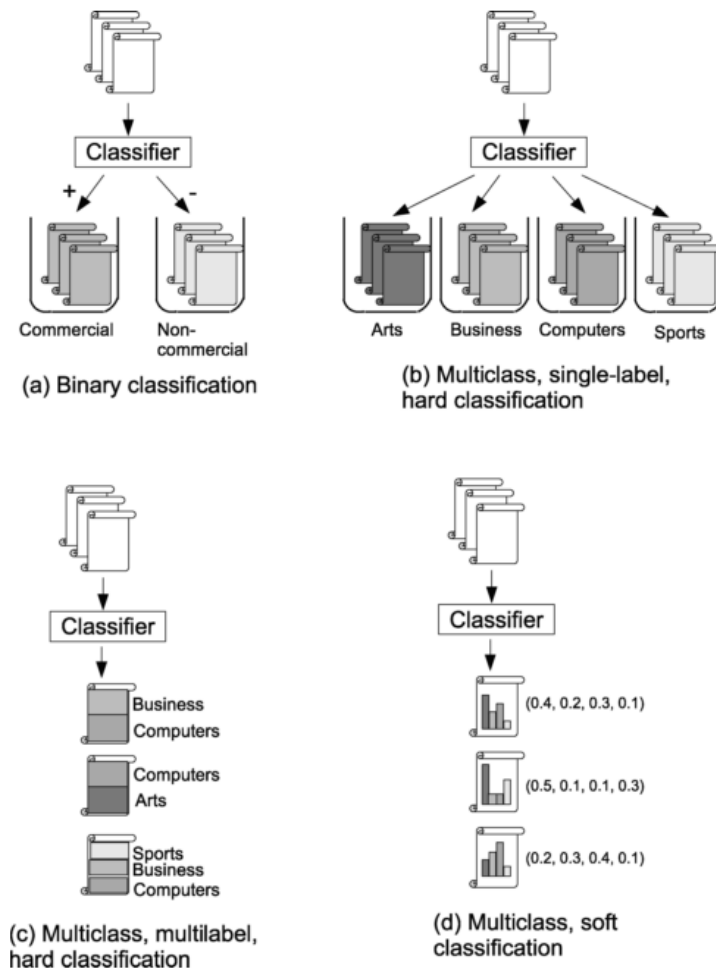 Classifier
+ -
Commercial
Non-
commercial
(a) Binary classification
Classifier
Arts Business Computers Sports
(b) Multiclass, single-label,
hard classification
Classifier
Business
Computers
Computers
Arts
Sports
Business
Computers
(c) Multiclass, multilabel,
hard classification
Classifier
(0.4, 0.2, 0.3, 0.1)
(0.5, 0.1, 0.1, 0.3)
(0.2, 0.3, 0.4, 0.1)
(d) Multiclass, soft
classification